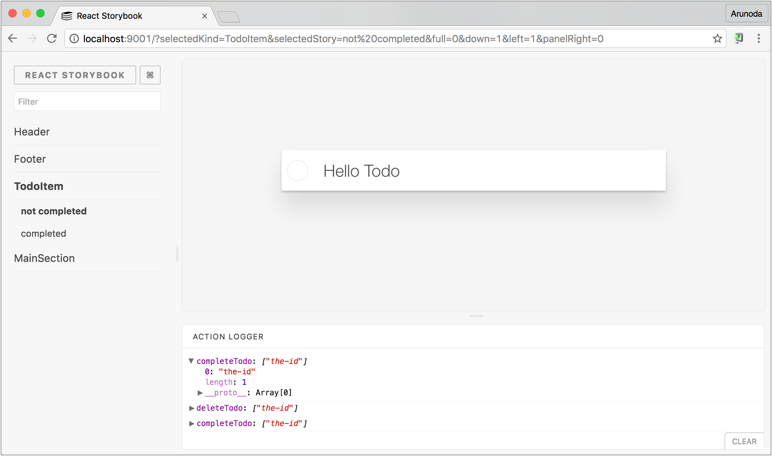 React Storybook
Arunoda
localhost:9001/?selectedKind=TodoItem&selectedStory=not%20completed&full=0&down=1&left=1&panelRight=0
REACT STORYBOOK ⌘
Filter
Header
Footer
TodoItem
not completed
completed
MainSection
Hello Todo
ACTION LOGGER
▼ completeTodo: ["the-id"]
0: "the-id"
length: 1
▶ __proto__: Array[0]
▶ deleteTodo: ["the-id"]
▶ completeTodo: ["the-id"]
CLEAR